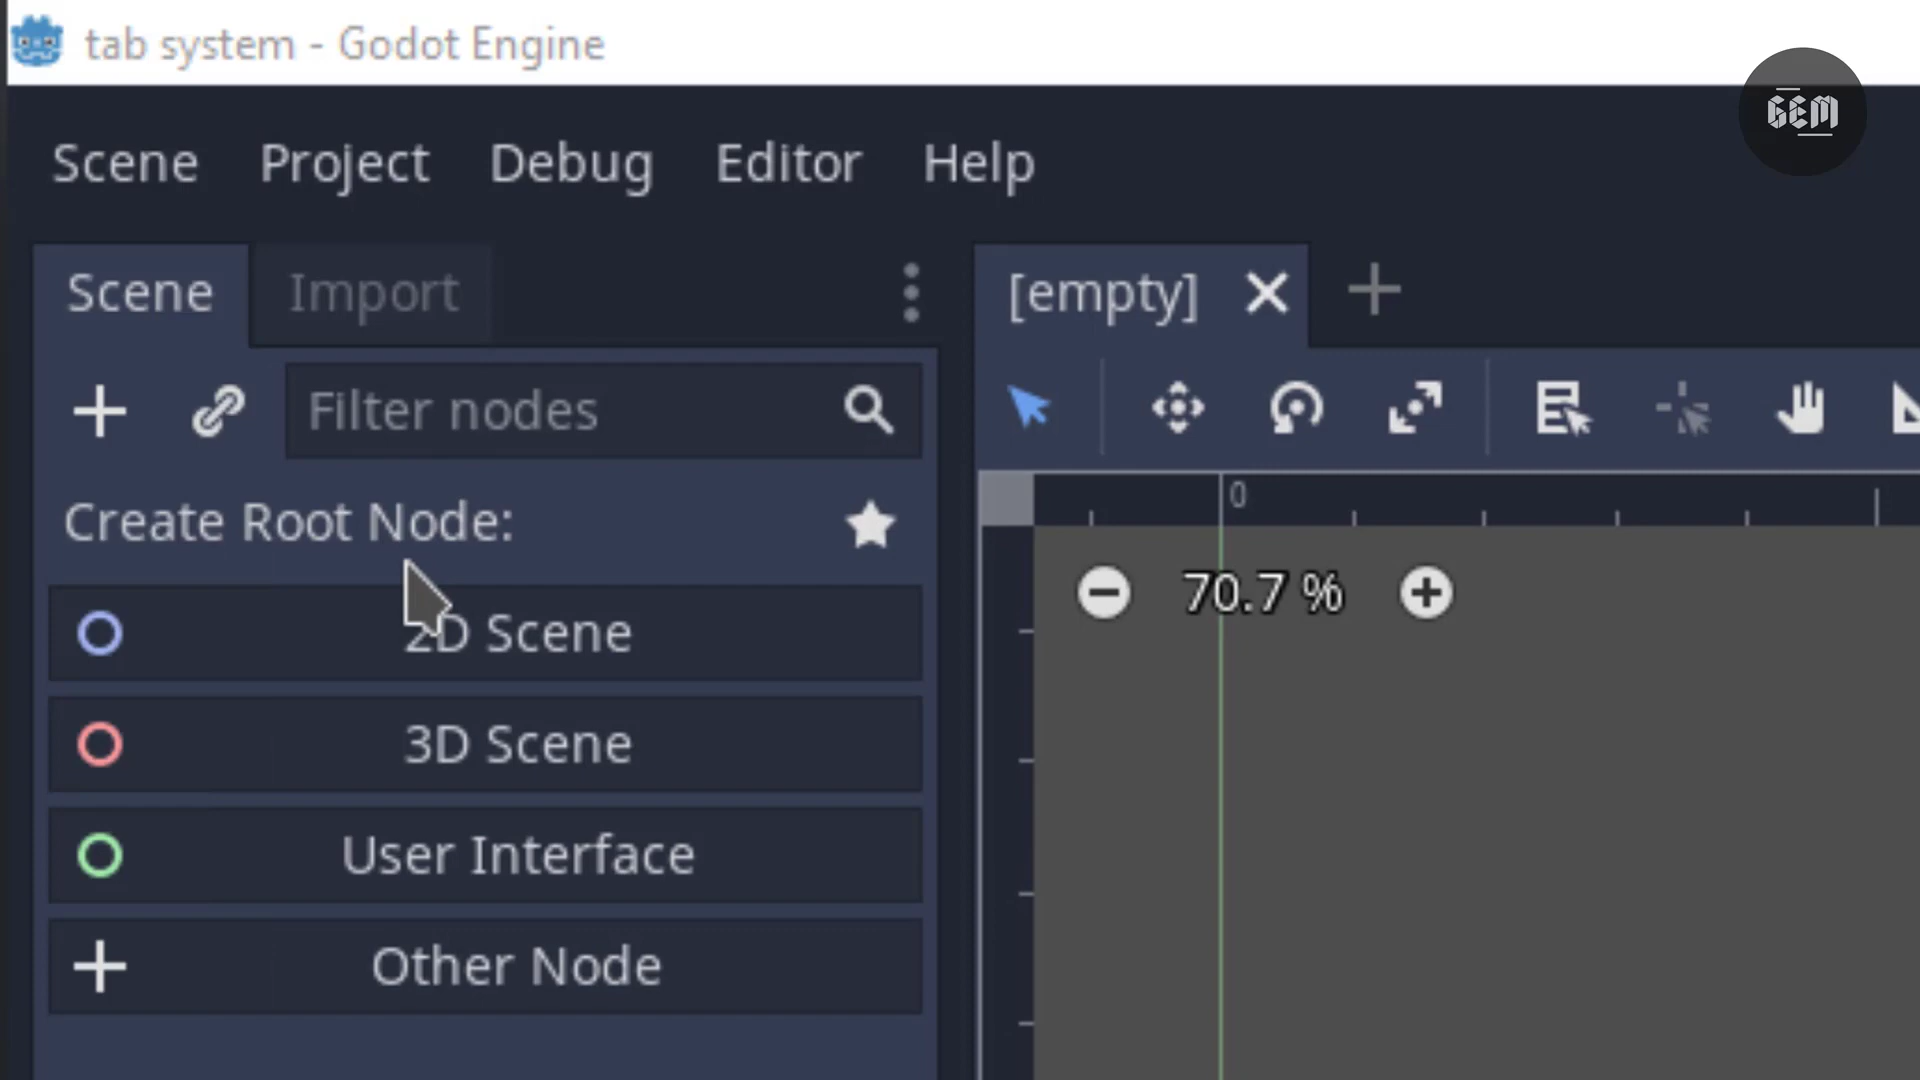 tab system - Godot Engine
GEM
Scene Project Debug Editor Help
Scene Import
[empty]
Filter nodes
Create Root Node:
0
70.7 %
2D Scene
3D Scene
User Interface
Other Node